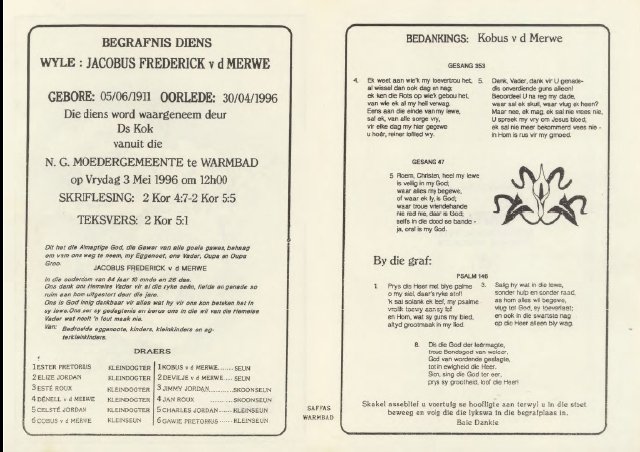 BEGRAFNIS DIENS
WYLE : JACOBUS FREDERICK v d MERWE
GEBORE: 05/06/1911 OORLEDE: 30/04/1996
Die diens word waargeneem deur
Ds Kok
vanuit die
N. G. MOEDERGEMEENTE te WARMBAD
op Vrydag 3 Mei 1996 om 12h00
SKRIFLESING: 2 Kor 4:7-2 Kor 5:5
TEKSVERS: 2 Kor 5:1
Dit het die Almagtige God, die Gewer van alle goeie gawes, behaag
om vsm ons weg te neem, my Eggenoot, ons Vader, Oupa en Oupa
Groo.
JACOBUS FREDERICK v d MERWE
In die ouderdom van 84 jaar 10 mnde en 26 dae.
Ons dank ons Hemelse Vader vir al die ryke seën, liefde en genade so
ruim aan hom uitgestort deur die jare.
Ons is God innig dankbaar vir alles wat hy vir ons kon beteken het in
sy lewe. Ons eer sy gedagtenis en berus ons in die wil van die Hemelse
Vader wat nooit 'n fout maak nie.
Van: Bedroefde eggenoote, kinders, kleinkinders en ag-
terkleinkinders.
DRAERS
1 ESTER PRETORIUS KLEINDOGTER 1 KOBUS v d MERWE..... SEUN
2 ELIZE JORDAN KLEINDOGTER 2 DEVILJE v d MERWE .... SEUN
3 ESTÉ ROUX KLEINDOGTER 3 JIMMY JORDAN........ SKOONSEUN
4 DÉNELL v d MERWE KLEINDOGTER 4 JAN ROUX ........ SKOONSEUN
5 CELSTÉ JORDAN KLEINDOGTER 5 CHARLES JORDAN..... KLEINSEUN
6 COBUS v d MERWE KLEINSEUN 6 GAWIE PRETORIUS...... KLEINSEUN
SAFFAS
WARMBAD
BEDANKINGS: Kobus v d Merwe
GESANG 353
4. Ek weet aan wie'k my toevertrou het,
al wissel dan ook dag en nag;
ek ken die Rots op wie'k gebou het,
van wie ek al my heil verwag.
Eens aan die einde van my lewe,
sal ek, van alle sorge vry,
vir elke dag my hier gegewe
u hoër, reiner loflied wy.
5. Dank, Vader, dank vir U genade-
dis onverdiende guns alleen!
Beoordeel U na reg my dade,
waar sal ek skuil, waar vlug ek heen?
Maar nee, ek mag, ek sal nie vrees nie,
U spreek my vry om Jesus bloed,
ek sal nie meer bekommerd vees nie -
in Hom is rus vir my gmoed.
GESANG 47
5 Roem, Christen, heel my lewe
is veilig in my God,
waar alles my begewe,
of waar ek ly, is God;
waar troue vriendehande
nie red nie, daar is God;
selfs in die dood se bande -
ja, oral is my God.
By die graf:
PSALM 146
1 Prys die Heer met blye galme
o my siel, daar's ryke stof!
'k sal solank ek leef, my psalme
vrolik toewy aan sy lof
en Hom, wat sy guns my bied,
altyd grootmaak in my lied.
3. Salig hy wat in die lewe,
sonder hulp en sonder raad,
as hom alles wil begewe,
vlug tot God, sy toeverlaat;
en ook in die swartste nag
op die Heer alleen bly wag.
8. Dis die God der leërmagte,
troue Bondsgod van weleer,
God van wordende geslagte,
tot in ewigheid die Heer.
Sion, sing die God ter eer,
prys sy grootheid, loof die Heer!
Skakel asseblief u voertuig se hoofligte aan terwyl u in die stoet
beweeg en volg die die lykswa in die begrafplaas in.
Baie Dankie